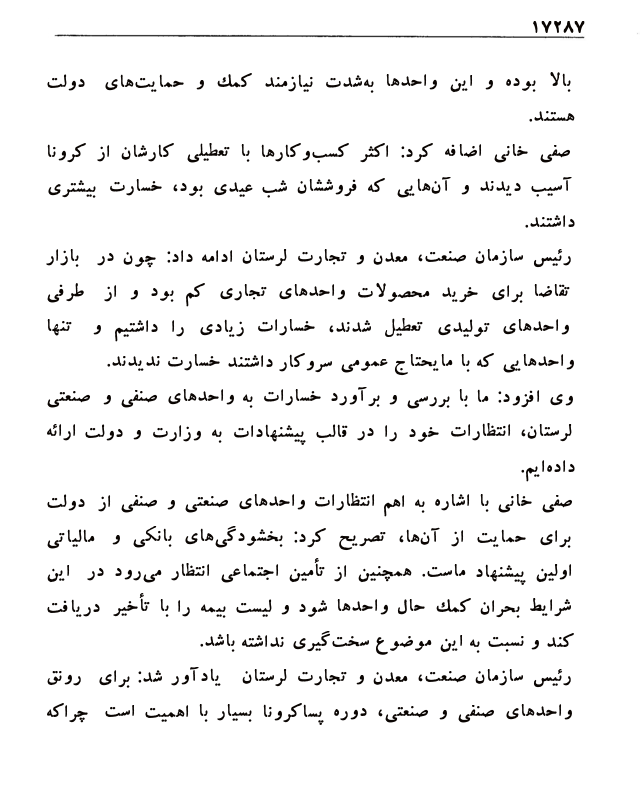 ۱۷۲۸۷
بالا بوده و این واحدها به‌شدت نیازمند كمك و حمایت‌های دولت
هستند.
صفی خانی اضافه کرد: اکثر کسب‌وکارها با تعطیلی کارشان از کرونا
آسیب دیدند و آن‌هایی که فروششان شب عیدی بود، خسارت بیشتری
داشتند.
رئیس سازمان صنعت، معدن و تجارت لرستان ادامه داد: چون در بازار
تقاضا برای خرید محصولات واحدهای تجاری کم بود و از طرفی
واحدهای تولیدی تعطیل شدند، خسارات زیادی را داشتیم و تنها
واحدهایی که با مایحتاج عمومی سروکار داشتند خسارت ندیدند.
وی افزود: ما با بررسی و برآورد خسارات به واحدهای صنفی و صنعتی
لرستان، انتظارات خود را در قالب پیشنهادات به وزارت و دولت ارائه
داده‌ایم.
صفی خانی با اشاره به اهم انتظارات واحدهای صنعتی و صنفی از دولت
برای حمایت از آن‌ها، تصریح کرد: بخشودگی‌های بانکی و مالیاتی
اولین پیشنهاد ماست. همچنین از تأمین اجتماعی انتظار می‌رود در این
شرایط بحران كمك حال واحدها شود و لیست بیمه را با تأخیر دریافت
کند و نسبت به این موضوع سخت‌گیری نداشته باشد.
رئیس سازمان صنعت، معدن و تجارت لرستان یادآور شد: برای رونق
واحدهای صنفی و صنعتی، دوره پساکرونا بسیار با اهمیت است چراکه